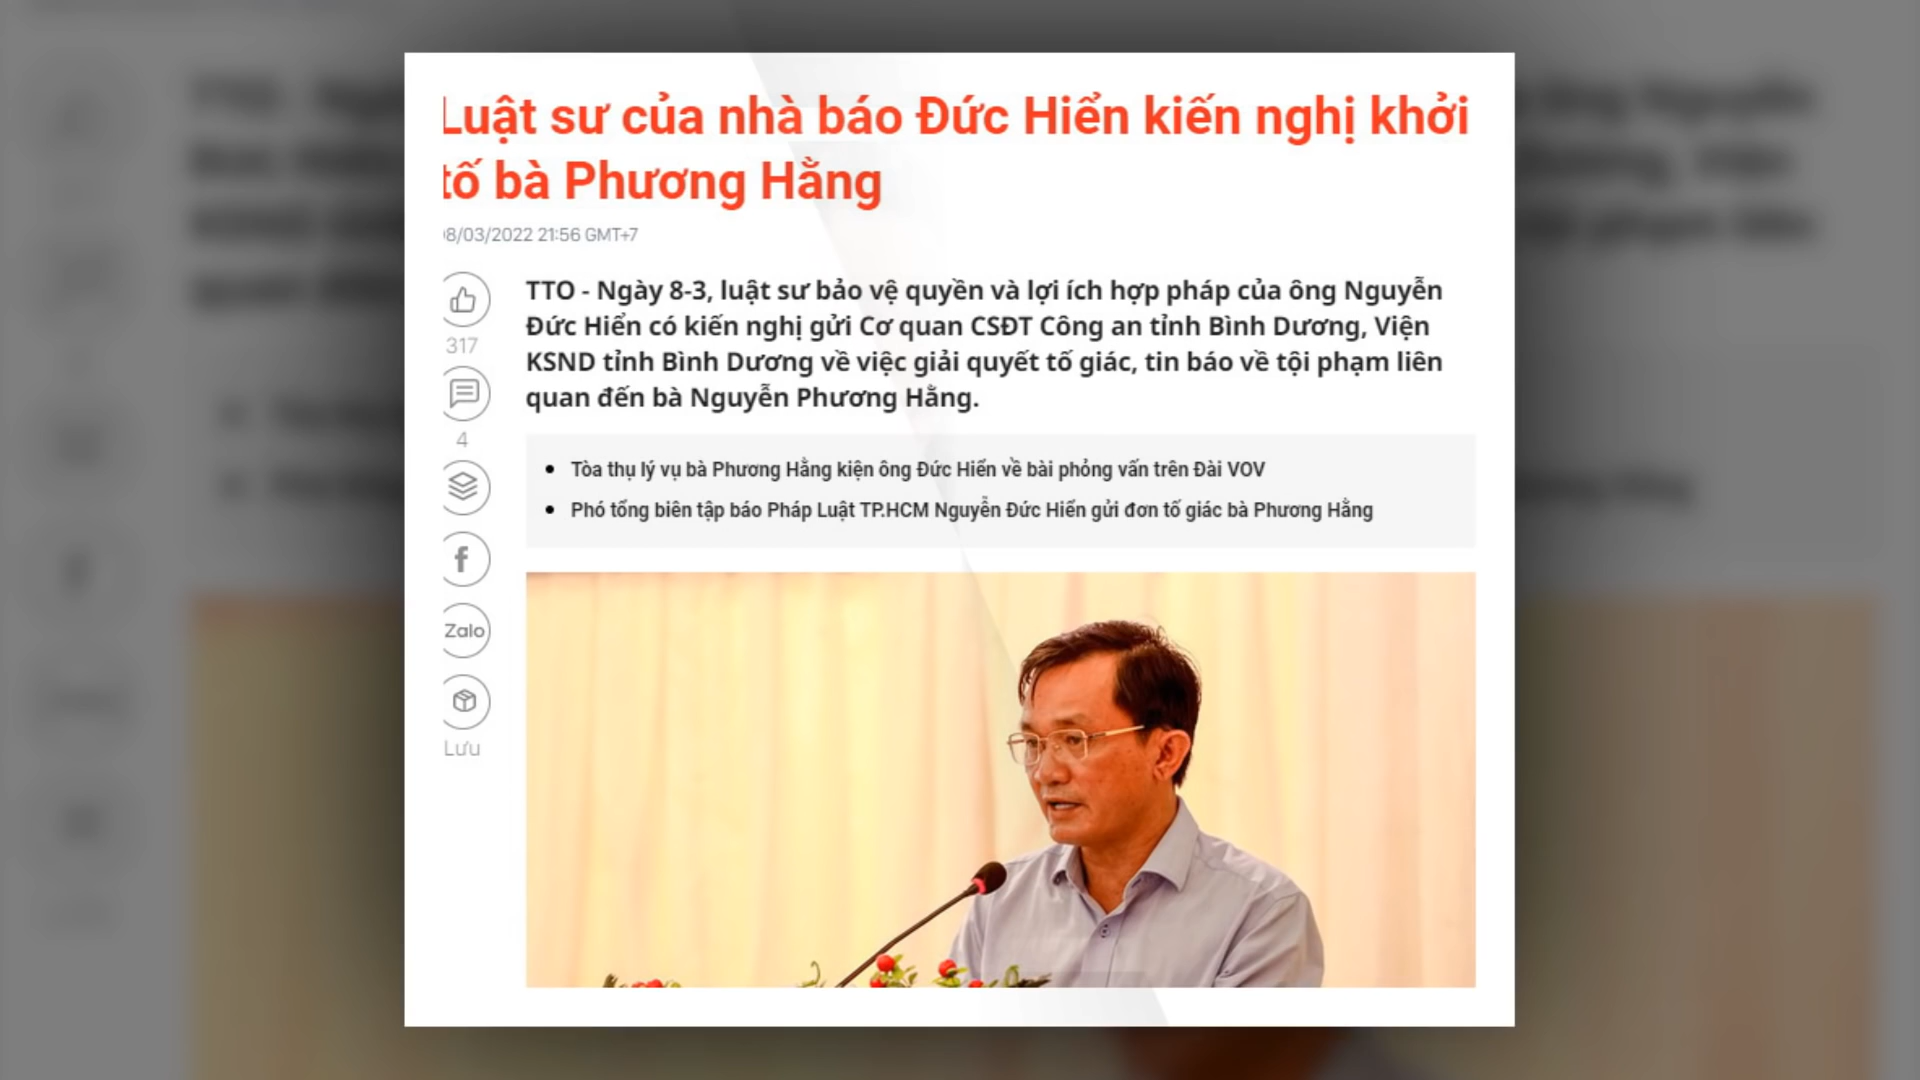 Luật sư của nhà báo Đức Hiển kiến nghị khởi
tố bà Phương Hằng
8/03/2022 21:56 GMT+7
TTO - Ngày 8-3, luật sư bảo vệ quyền và lợi ích hợp pháp của ông Nguyễn
Đức Hiển có kiến nghị gửi Cơ quan CSĐT Công an tỉnh Bình Dương, Viện
KSND tỉnh Bình Dương về việc giải quyết tố giác, tin báo về tội phạm liên
quan đến bà Nguyễn Phương Hằng.
317
4
Tòa thụ lý vụ bà Phương Hằng kiện ông Đức Hiển về bài phỏng vấn trên Đài VOV
Phó tổng biên tập báo Pháp Luật TP.HCM Nguyễn Đức Hiển gửi đơn tố giác bà Phương Hằng
Zalo
Lưu